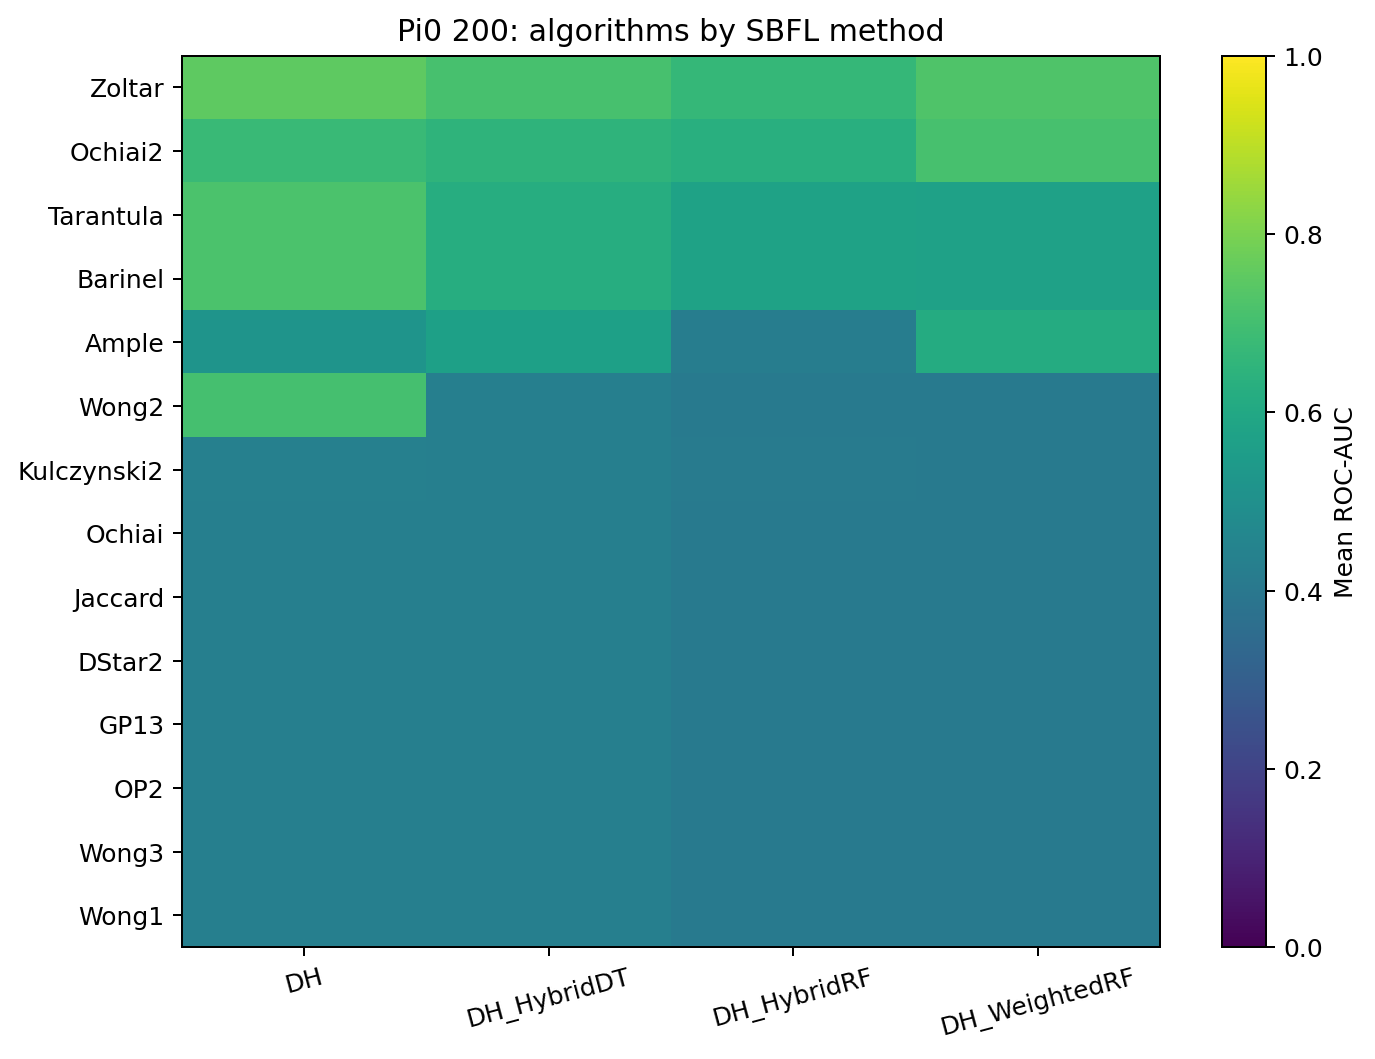 Pi0 200: algorithms by SBFL method
Zoltar
Ochiai2
Tarantula
Barinel
Ample
Wong2
Kulczynski2
Ochiai
Jaccard
DStar2
GP13
OP2
Wong3
Wong1
DH
DH_HybridDT
DH_HybridRF
DH_WeightedRF
1.0
0.8
0.6
0.4
0.2
0.0
Mean ROC-AUC